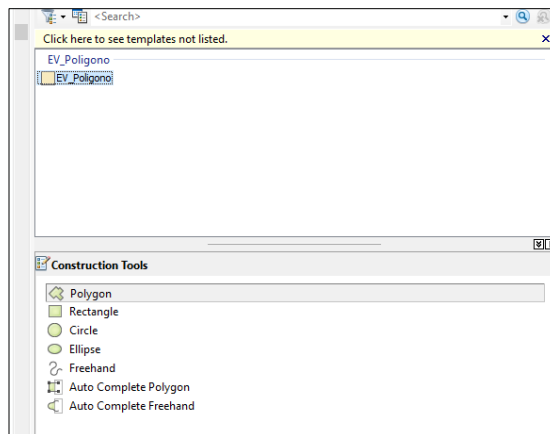 <Search>
Click here to see templates not listed.
EV_Poligono
EV_Poligono
Construction Tools
Polygon
Rectangle
Circle
Ellipse
Freehand
Auto Complete Polygon
Auto Complete Freehand